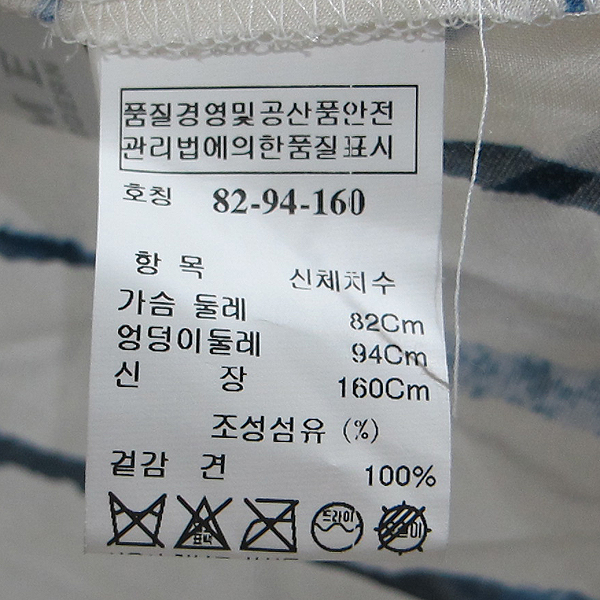 품질경영및공산품안전
관리법에의한품질표시
호칭 82-94-160
항 목 신체치수
가슴 둘레 82Cm
엉덩이둘레 94Cm
신 장 160Cm
조성섬유 (%)
겉감 견 100%
드라이